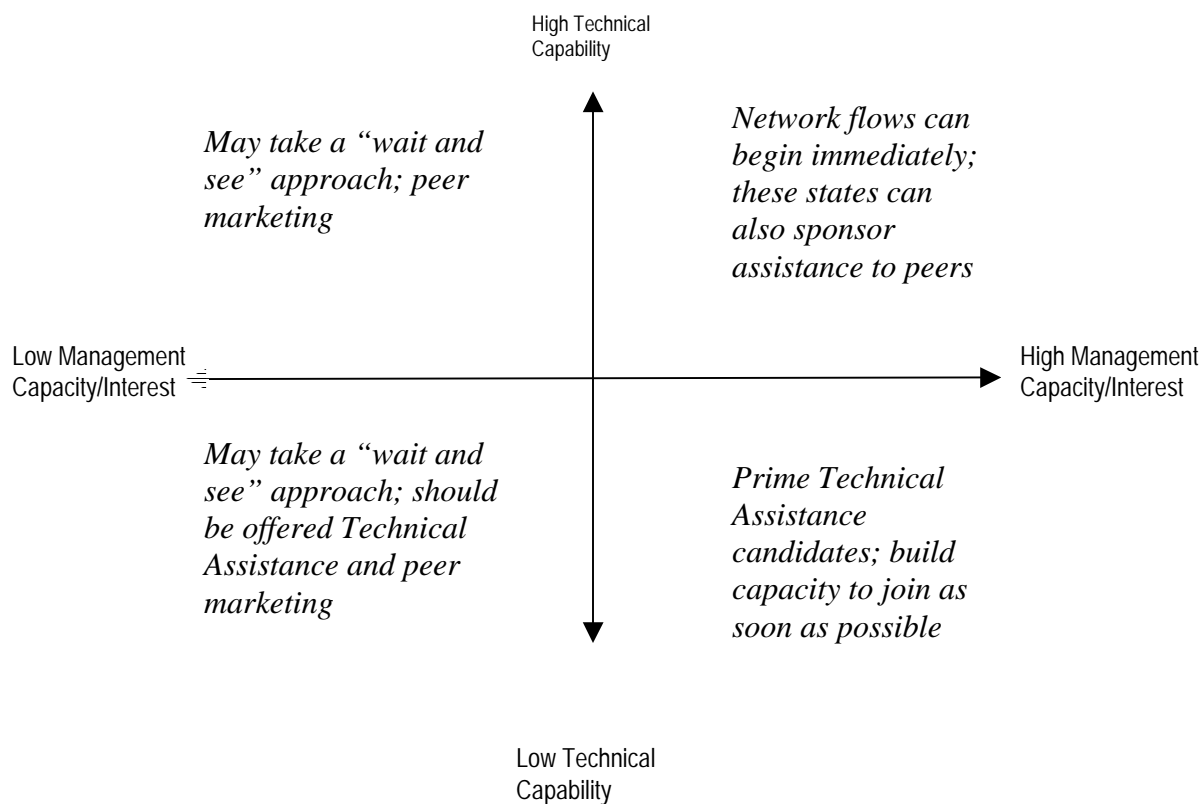 High Technical
Capability
May take a “wait and
see” approach; peer
marketing
Network flows can
begin immediately;
these states can
also sponsor
assistance to peers
Low Management
Capacity/Interest
High Management
Capacity/Interest
May take a “wait and
see” approach; should
be offered Technical
Assistance and peer
marketing
Prime Technical
Assistance
candidates; build
capacity to join as
soon as possible
Low Technical
Capability